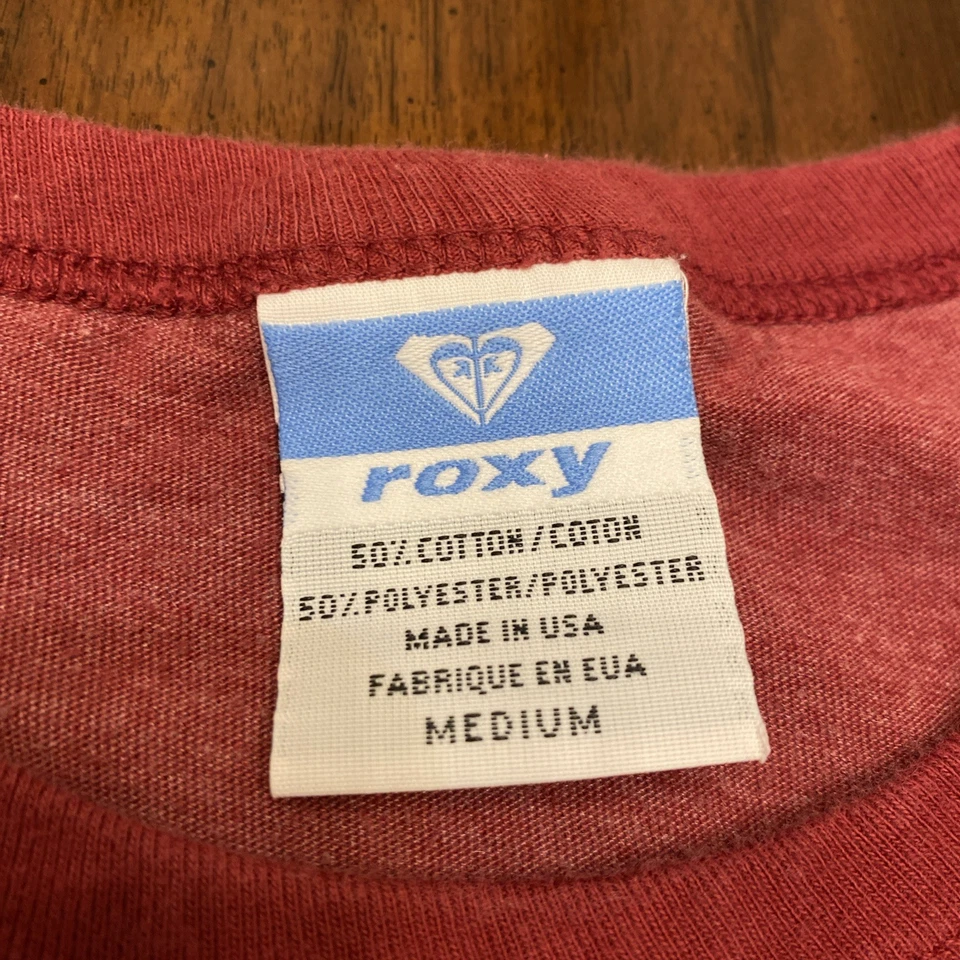 roxy
50% COTTON/COTON
50% POLYESTER/POLYESTER
MADE IN USA
FABRIQUE EN EUA
MEDIUM